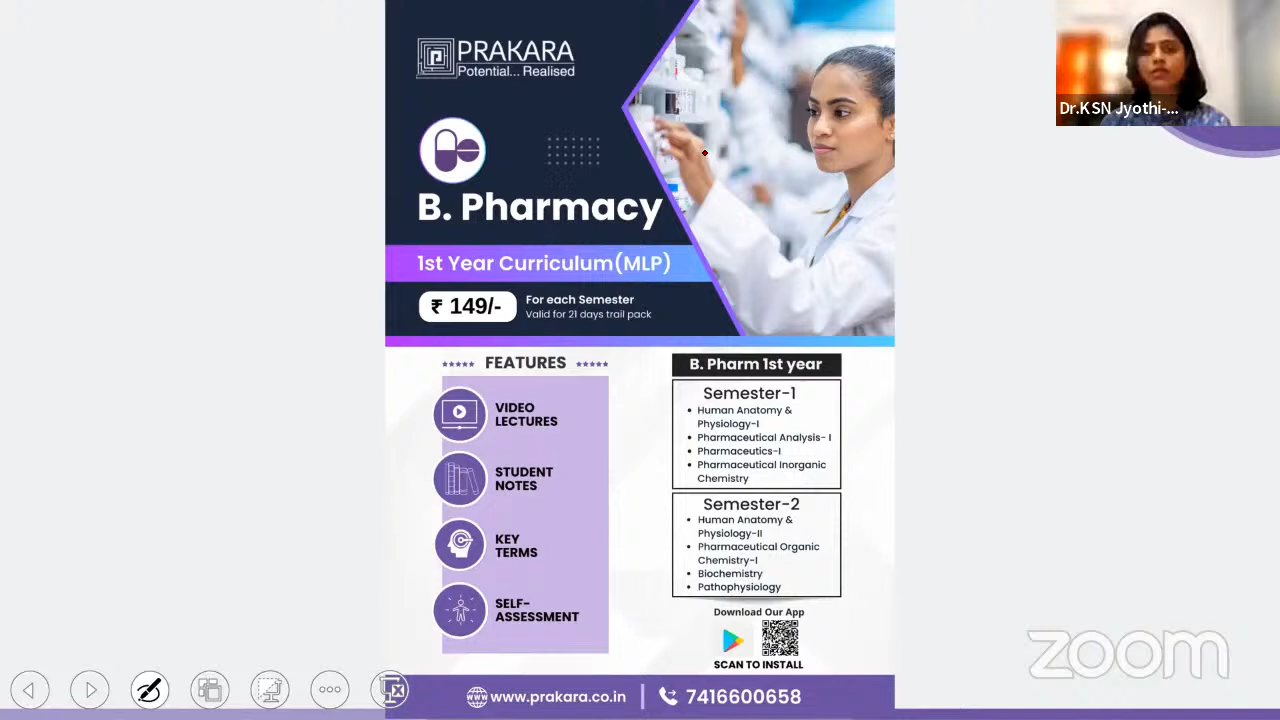 PRAKARA
Potential... Realised
B. Pharmacy
1st Year Curriculum(MLP)
₹ 149/-
For each Semester
Valid for 21 days trail pack
FEATURES
VIDEO
LECTURES
STUDENT
NOTES
KEY
TERMS
SELF-
ASSESSMENT
B. Pharm 1st year
Semester-1
• Human Anatomy &
Physiology-I
• Pharmaceutical Analysis- I
• Pharmaceutics-I
• Pharmaceutical Inorganic
Chemistry
Semester-2
• Human Anatomy &
Physiology-II
• Pharmaceutical Organic
Chemistry-I
• Biochemistry
• Pathophysiology
Download Our App
SCAN TO INSTALL
www.prakara.co.in
7416600658
Dr.KSN Jyothi-...
zoom